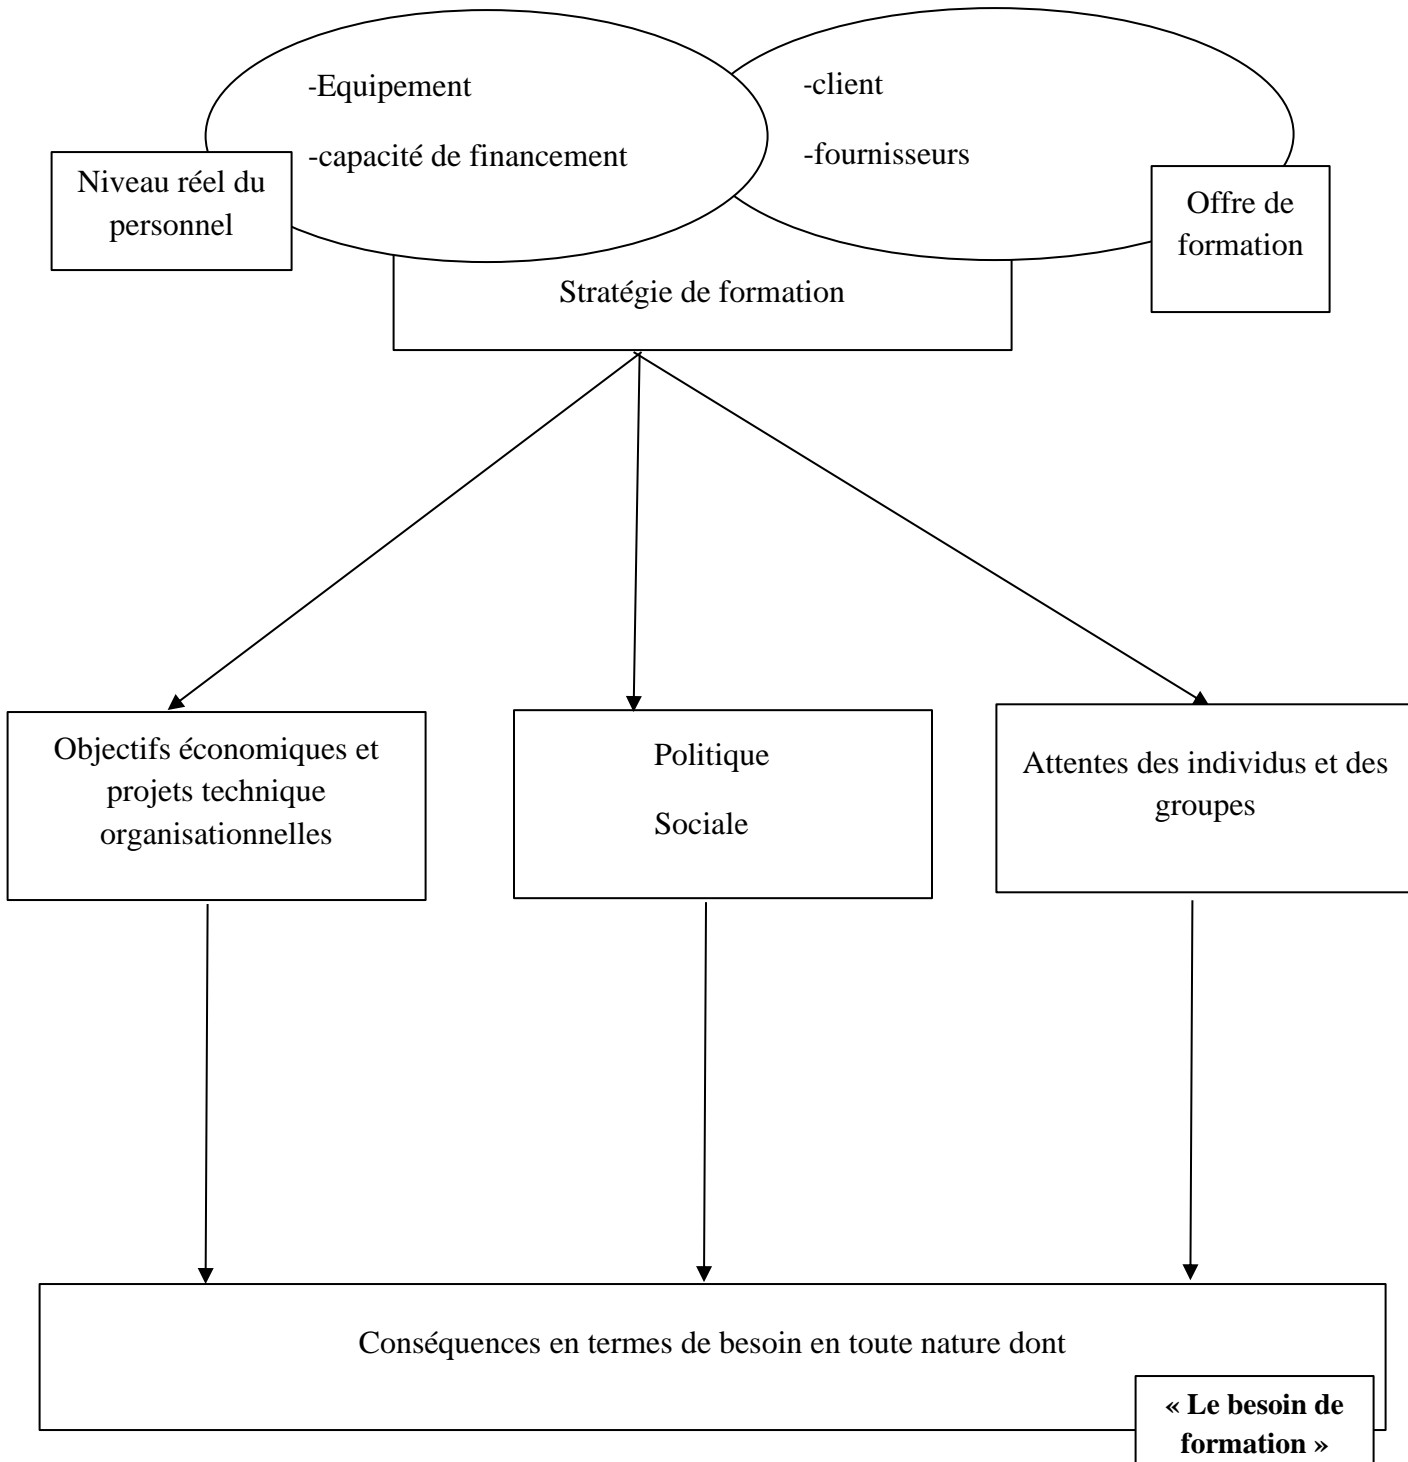 -Equipement
-capacité de financement
-client
-fournisseurs
Niveau réel du
personnel
Offre de
formation
Stratégie de formation
Objectifs économiques et
projets technique
organisationnelles
Politique
Sociale
Attentes des individus et des
groupes
Conséquences en termes de besoin en toute nature dont
« Le besoin de
formation »